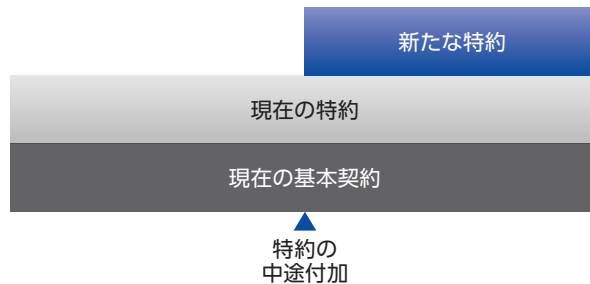 新たな特約
現在の特約
現在の基本契約
特約の
中途付加